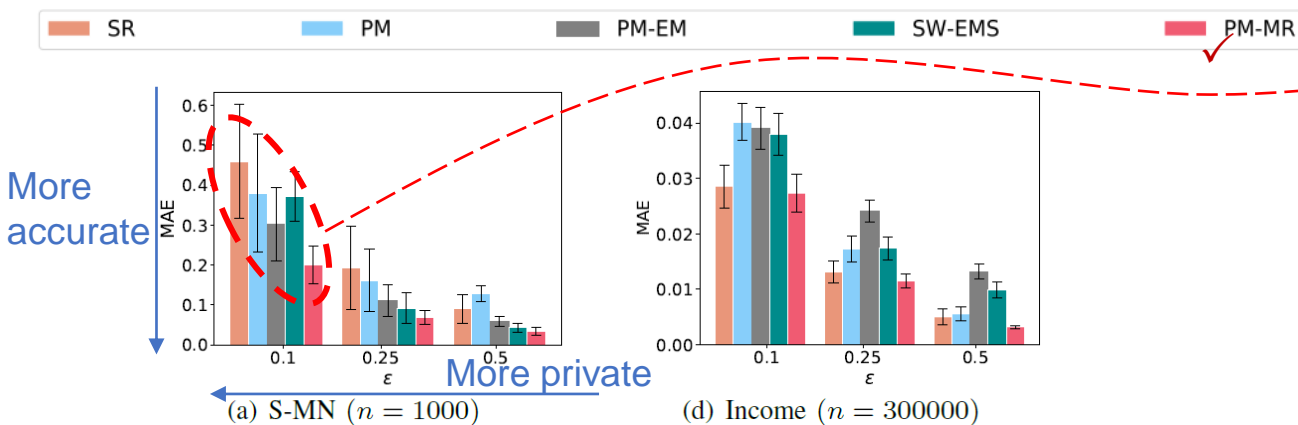 SR PM PM-EM SW-EMS PM-MR
More
accurate
MAE
0.6
0.5
0.4
0.3
0.2
0.1
0.0
0.1 0.25 0.5
ε
MAE
0.04
0.03
0.02
0.01
0.00
0.1 0.25 0.5
ε
More private
(a) S-MN (n = 1000)
(d) Income (n = 300000)